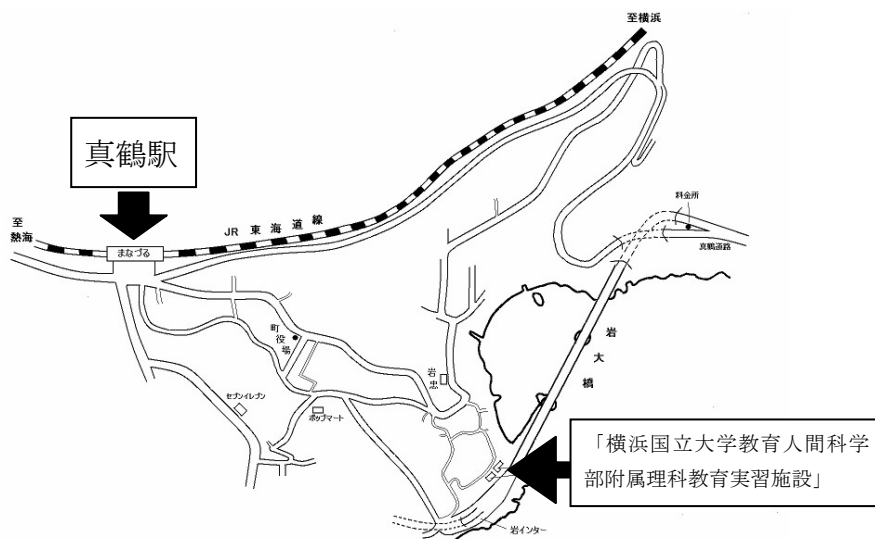 至横浜
真鶴駅
至
熱海
JR東海道線
まなづる
料金所
真鶴道路
岩大橋
町役場
岩忠
セブンイレブン
ポップマート
「横浜国立大学教育人間科学
部附属理科教育実習施設」
岩インター